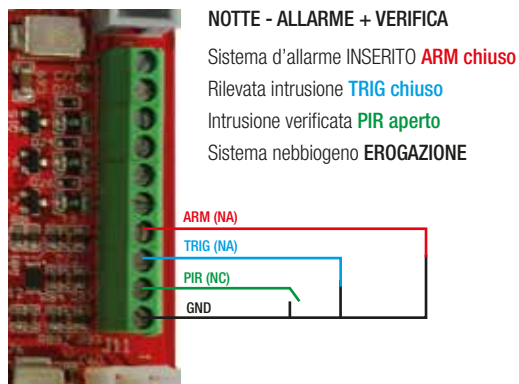 NOTTE - ALLARME + VERIFICA
Sistema d'allarme INSERITO ARM chiuso
Rilevata intrusione TRIG chiuso
Intrusione verificata PIR aperto
Sistema nebbiogeno EROGAZIONE
ARM (NA)
TRIG (NA)
PIR (NC)
GND
J11